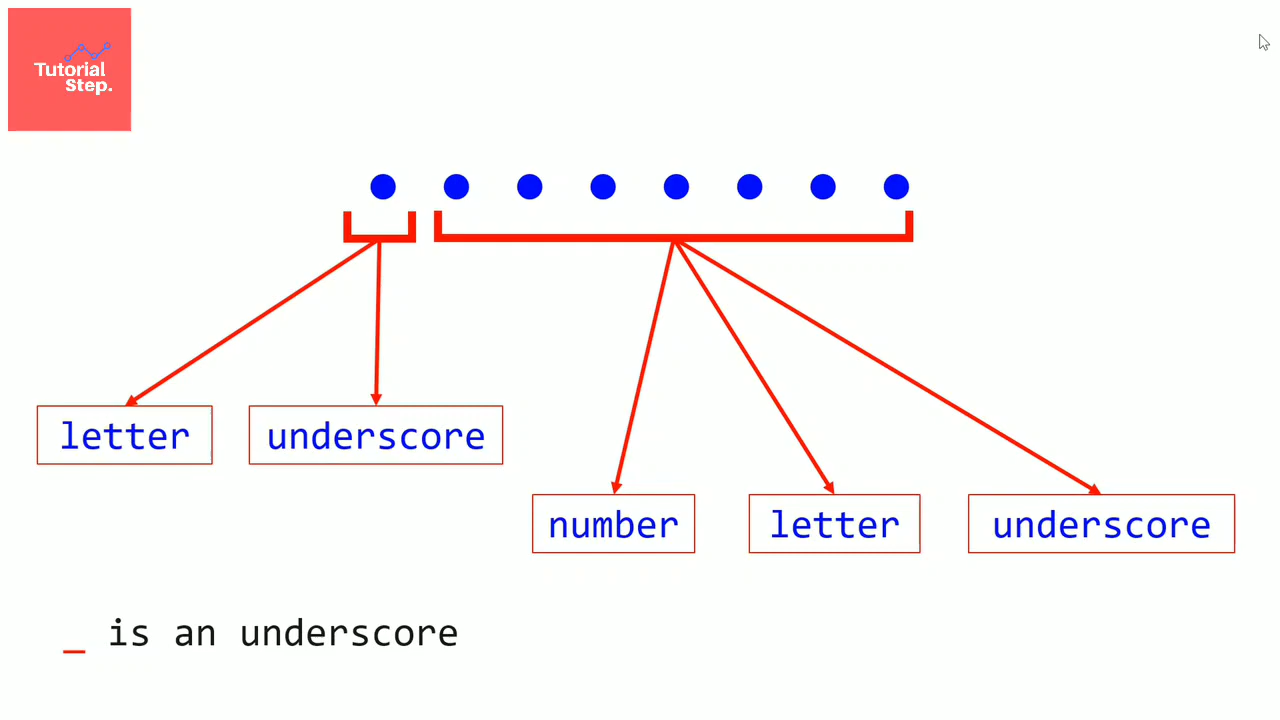 Tutorial
Step.
letter
underscore
number
letter
underscore
_ is an underscore